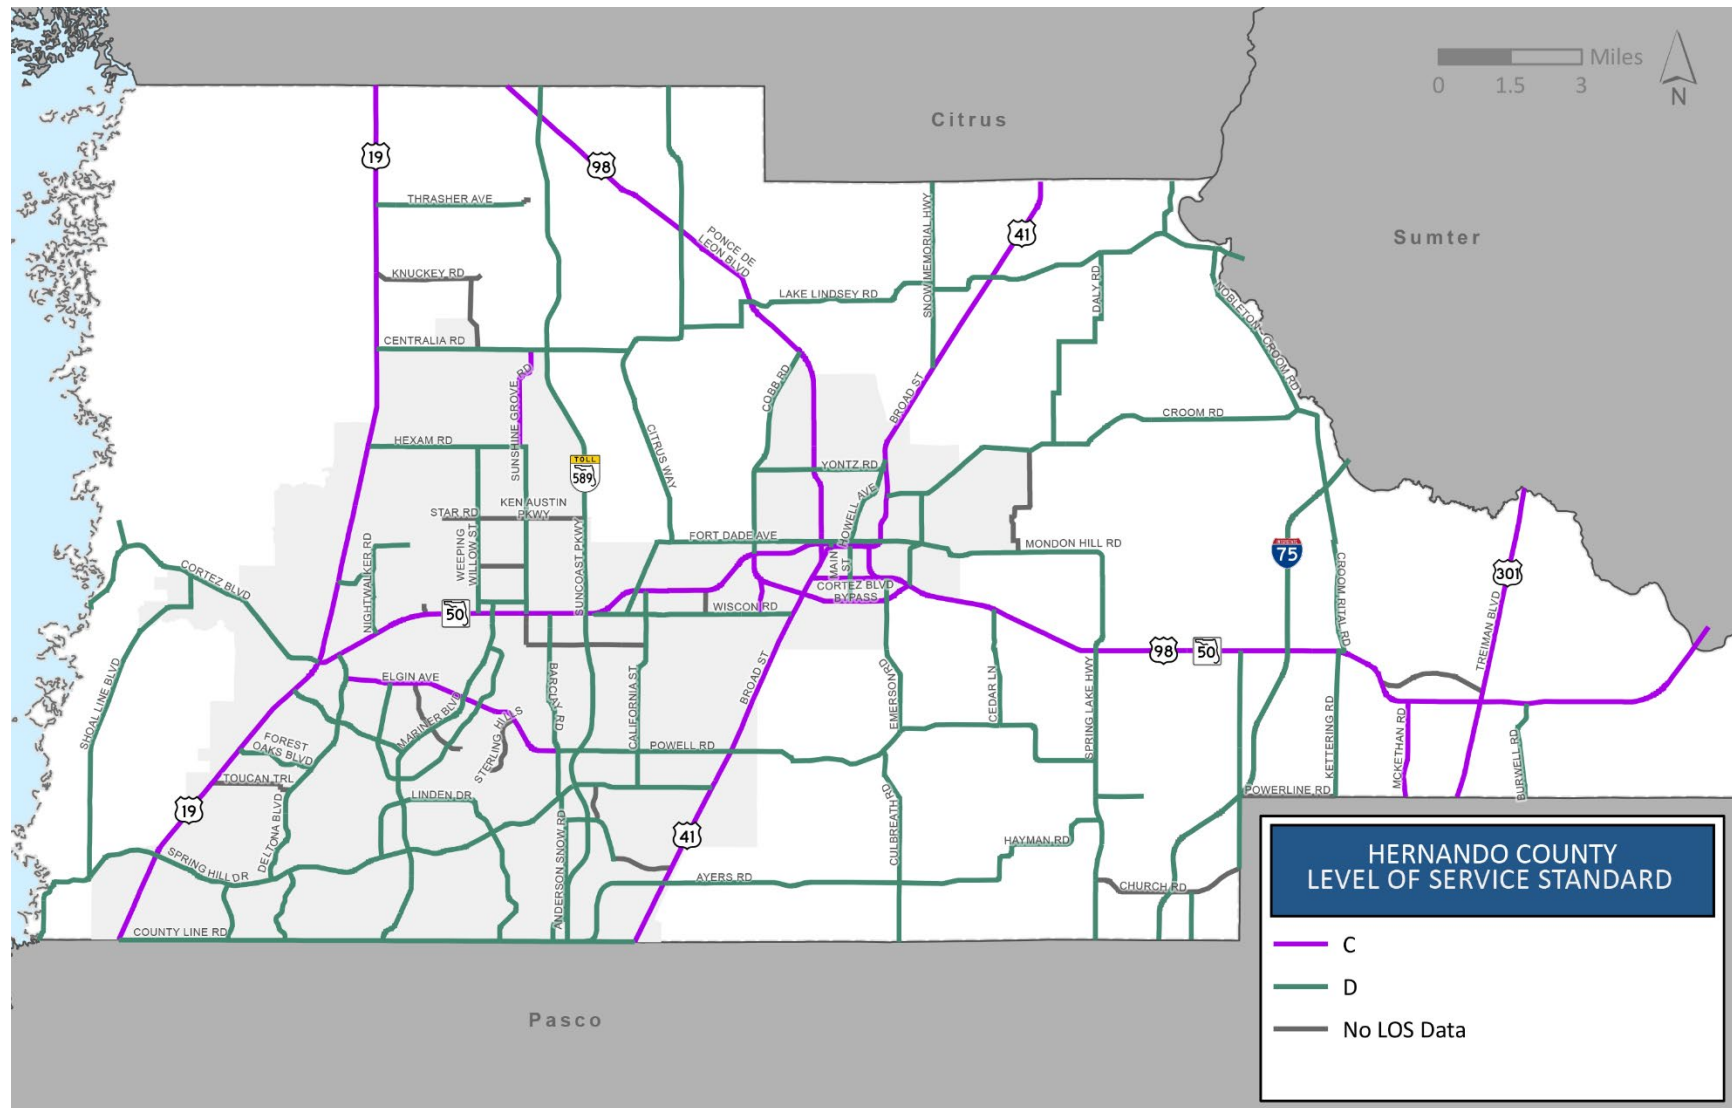 Miles
0 1.5 3
N
Citrus
Sumter
Pasco
19
98
THRASHER AVE
PONCE DE
LEON BLVD
KNUCKEY RD
LAKE LINDSEY RD
SNOW MEMORIAL HWY
41
DALY RD
NOBLETON CROOM RD
CENTRALIA RD
SUNSHINE GROVE RD
COBB RD
BROAD ST
CROOM RD
HEXAM RD
CITRUS WAY
YONTZ RD
TOLL
589
KEN AUSTIN
PKWY
STAR RD
WEEPING
WILLOW ST
SUNCOAST PKWY
FORT DADE AVE
HOWELL AVE
MAIN
ST
MONDON HILL RD
75
CROOM RITAL RD
301
TREIMAN BLVD
CORTEZ BLVD
NIGHTWALKER RD
50
WISCON RD
CORTEZ BLVD
BYPASS
98
50
SHOAL LINE BLVD
ELGIN AVE
MARINER BLVD
BARCLAY RD
CALIFORNIA ST
BROAD ST
EMERSON RD
CEDAR LN
SPRING LAKE HWY
KETTERING RD
MCKETHAN RD
BURWELL RD
FOREST
OAKS BLVD
STERLING HILLS
POWELL RD
TOUCAN TRL
LINDEN DR
POWERLINE RD
19
DELTONA BLVD
ANDERSON SNOW RD
41
CULBREATH RD
HAYMAN RD
SPRING HILL DR
AYERS RD
CHURCH RD
COUNTY LINE RD
HERNANDO COUNTY
LEVEL OF SERVICE STANDARD
C
D
No LOS Data